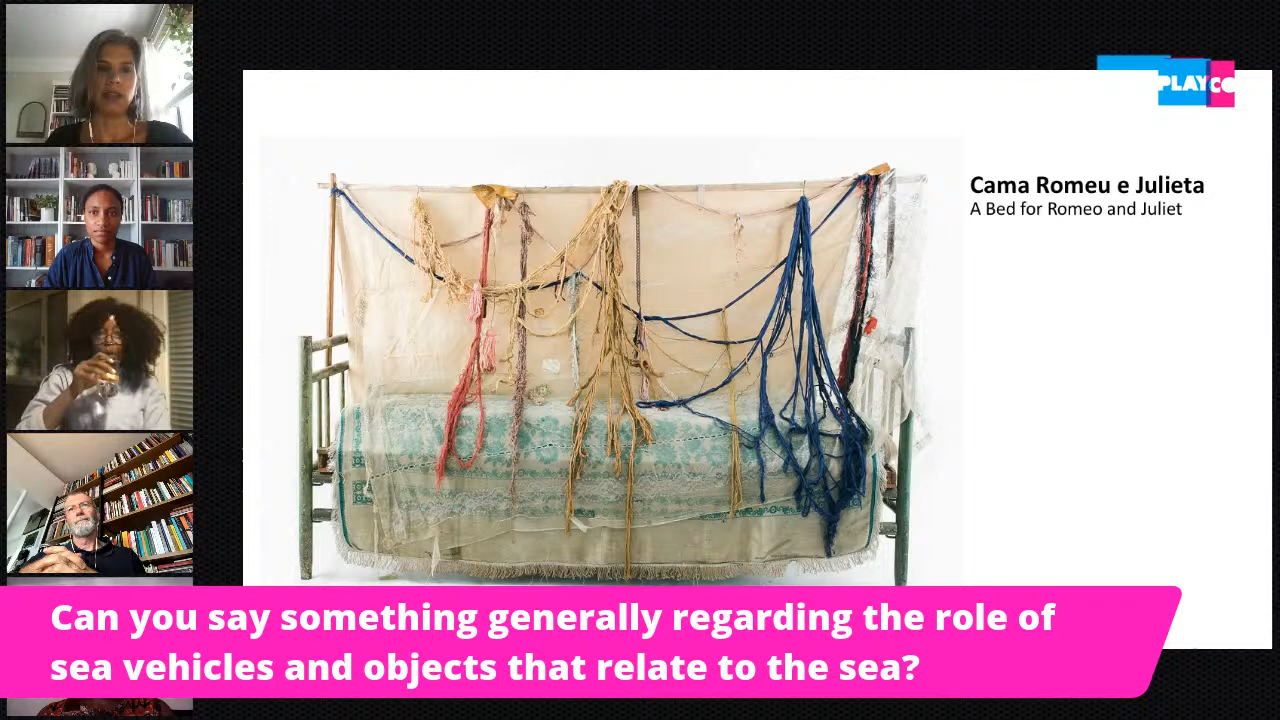 PLAYCO
Cama Romeu e Julieta
A Bed for Romeo and Juliet
Can you say something generally regarding the role of
sea vehicles and objects that relate to the sea?